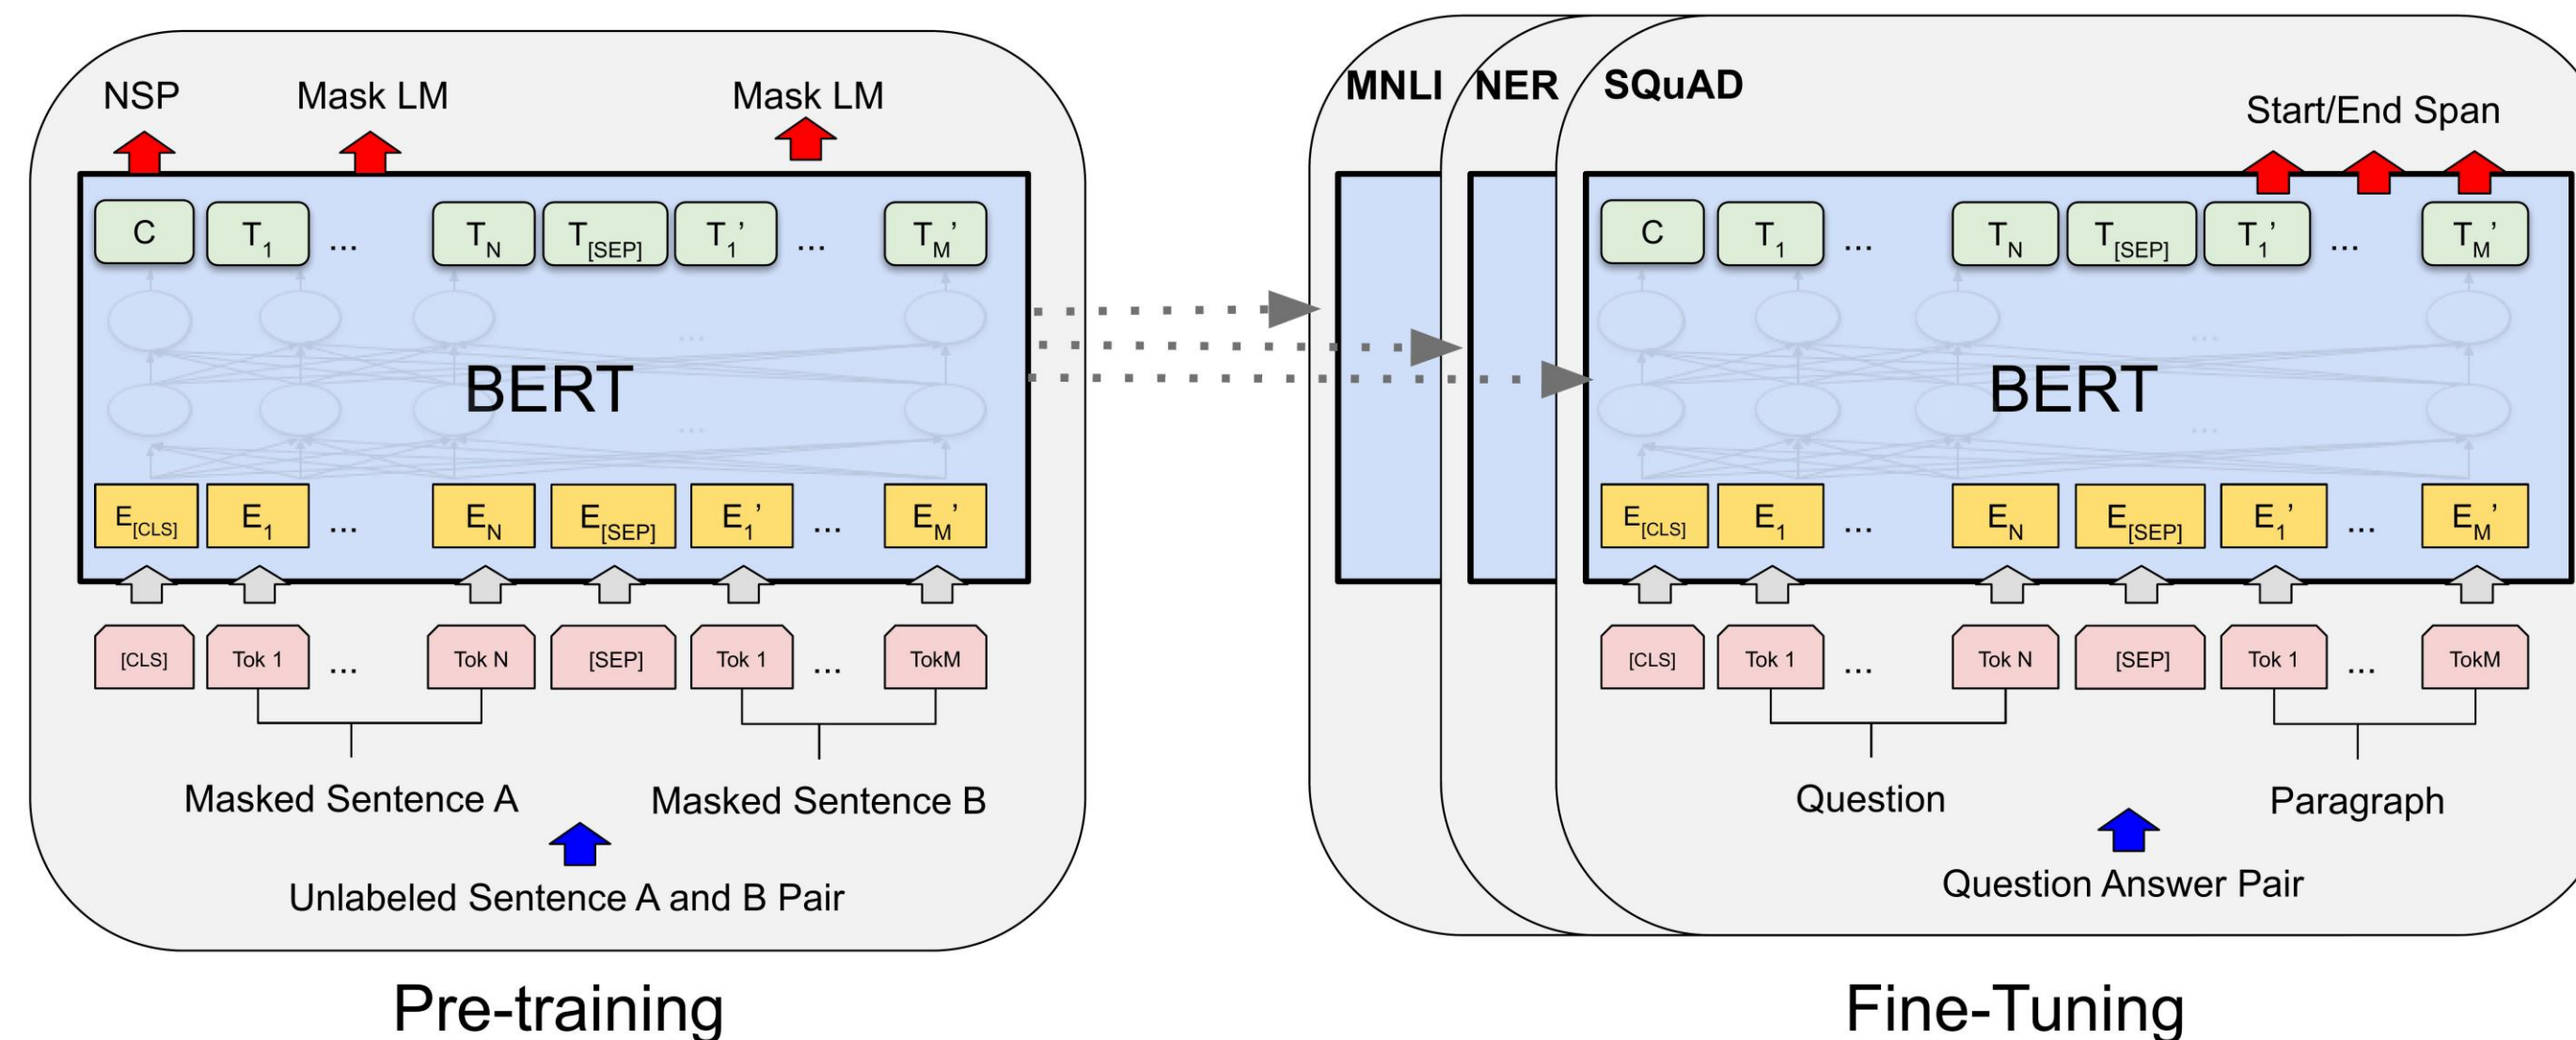 NSP Mask LM Mask LM
C T1 ... TN T[SEP] T1’ ... TM’
...
BERT
...
E[CLS] E1 ... EN E[SEP] E1’ ... EM’
[CLS] Tok 1 ... Tok N [SEP] Tok 1 ... TokM
Masked Sentence A Masked Sentence B
Unlabeled Sentence A and B Pair
Pre-training
MNLI NER SQuAD
Start/End Span
C T1 ... TN T[SEP] T1’ ... TM’
...
BERT
...
E[CLS] E1 ... EN E[SEP] E1’ ... EM’
[CLS] Tok 1 ... Tok N [SEP] Tok 1 ... TokM
Question Paragraph
Question Answer Pair
Fine-Tuning